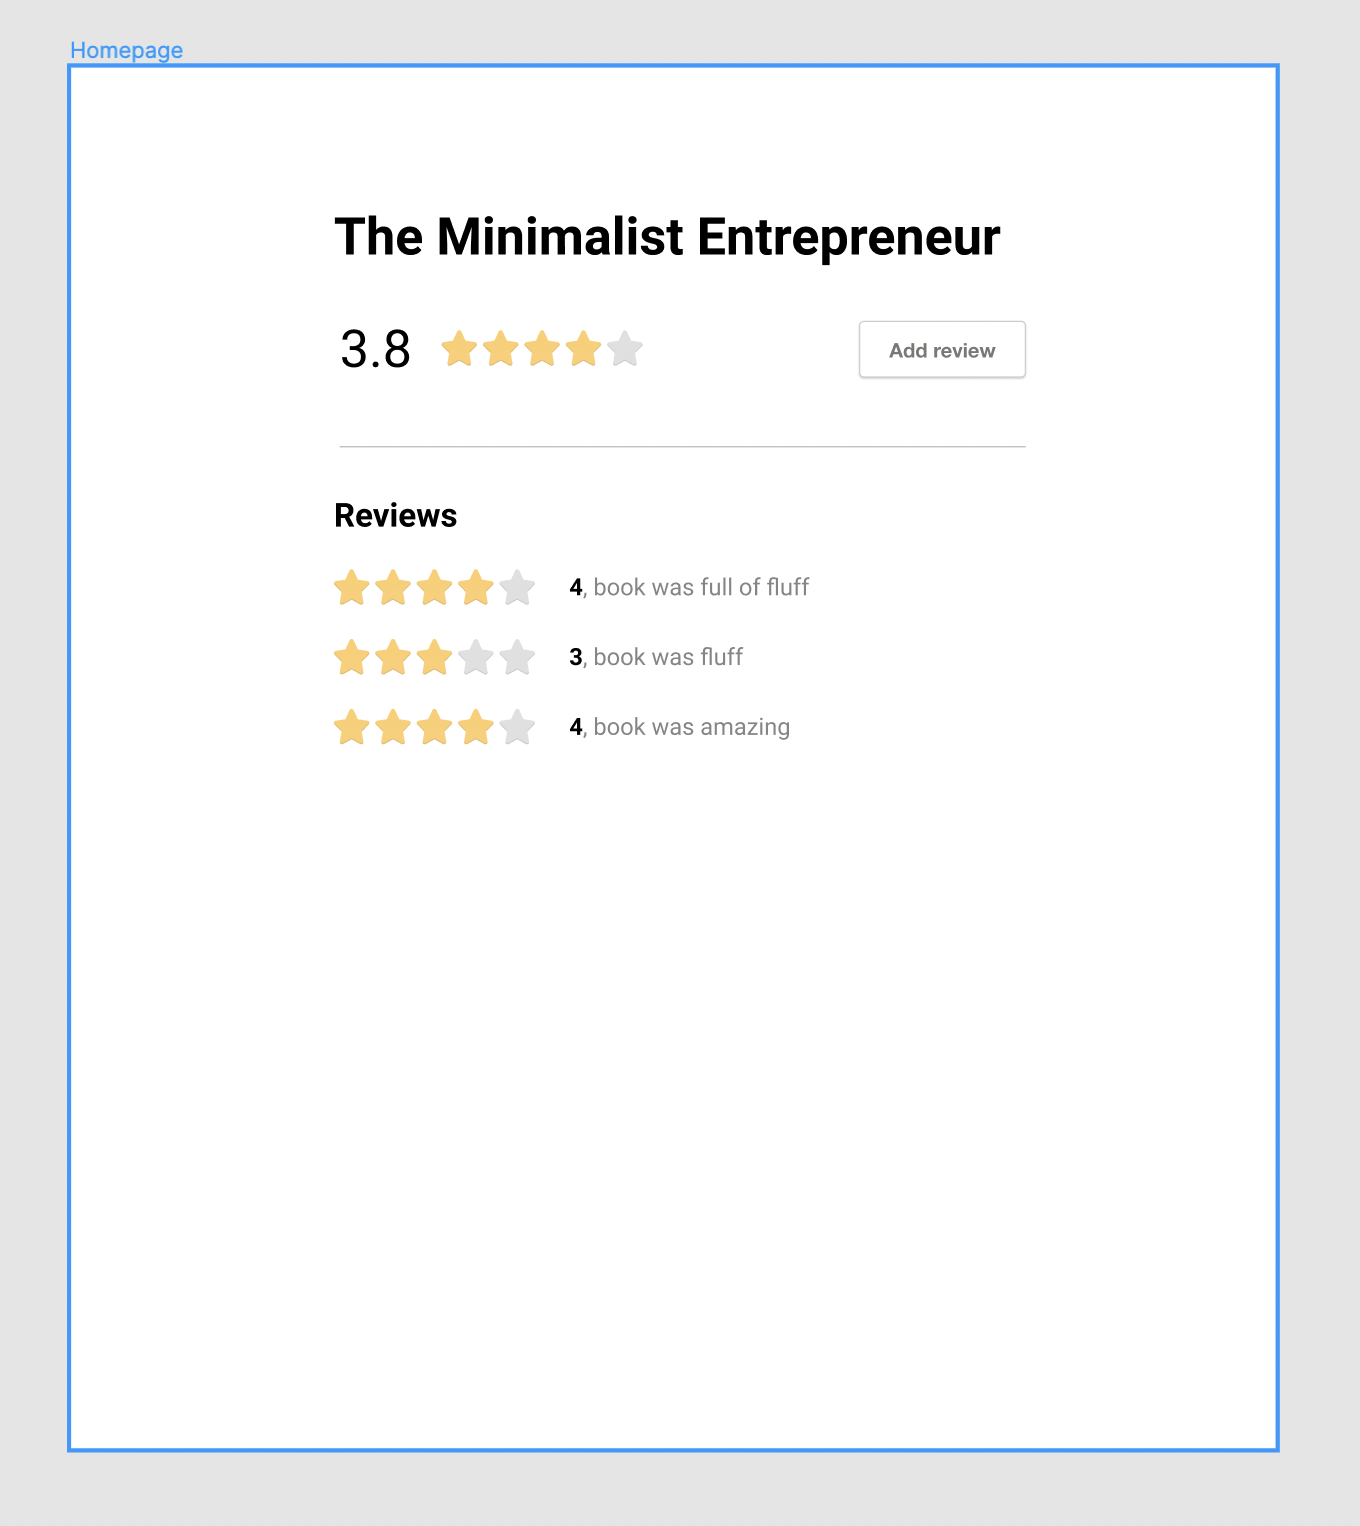 Homepage
The Minimalist Entrepreneur
3.8
Add review
Reviews
4, book was full of fluff
3, book was fluff
4, book was amazing